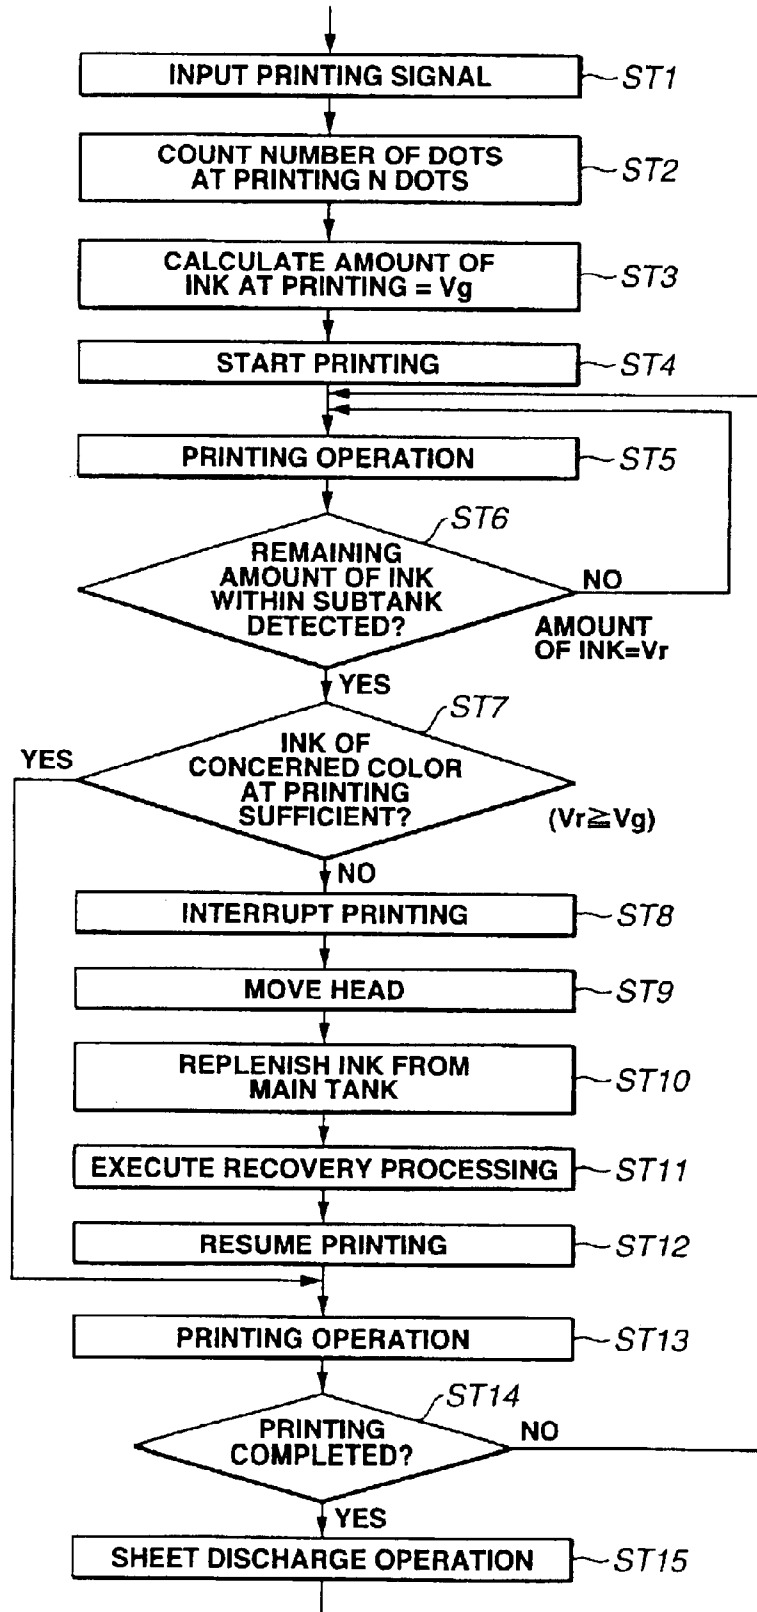 INPUT PRINTING SIGNAL
ST1
COUNT NUMBER OF DOTS
AT PRINTING N DOTS
ST2
CALCULATE AMOUNT OF
INK AT PRINTING = Vg
ST3
START PRINTING
ST4
PRINTING OPERATION
ST5
ST6
REMAINING
AMOUNT OF INK
WITHIN SUBTANK
DETECTED?
NO
AMOUNT
OF INK=Vr
YES
ST7
YES
INK OF
CONCERNED COLOR
AT PRINTING
SUFFICIENT?
(Vr≧Vg)
NO
INTERRUPT PRINTING
ST8
MOVE HEAD
ST9
REPLENISH INK FROM
MAIN TANK
ST10
EXECUTE RECOVERY PROCESSING
ST11
RESUME PRINTING
ST12
PRINTING OPERATION
ST13
ST14
PRINTING
COMPLETED?
NO
YES
SHEET DISCHARGE OPERATION
ST15